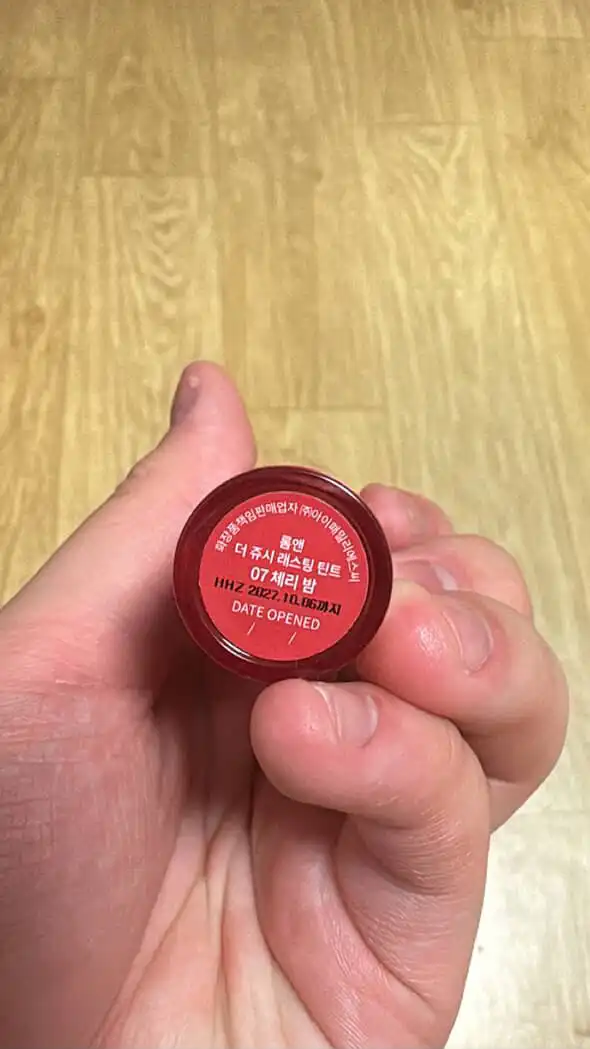 화장품책임판매업자 ㈜아이패밀리에스씨
롬앤
더 쥬시 래스팅 틴트
07 체리 밤
HHZ 2027.10.06까지
DATE OPENED
/ /